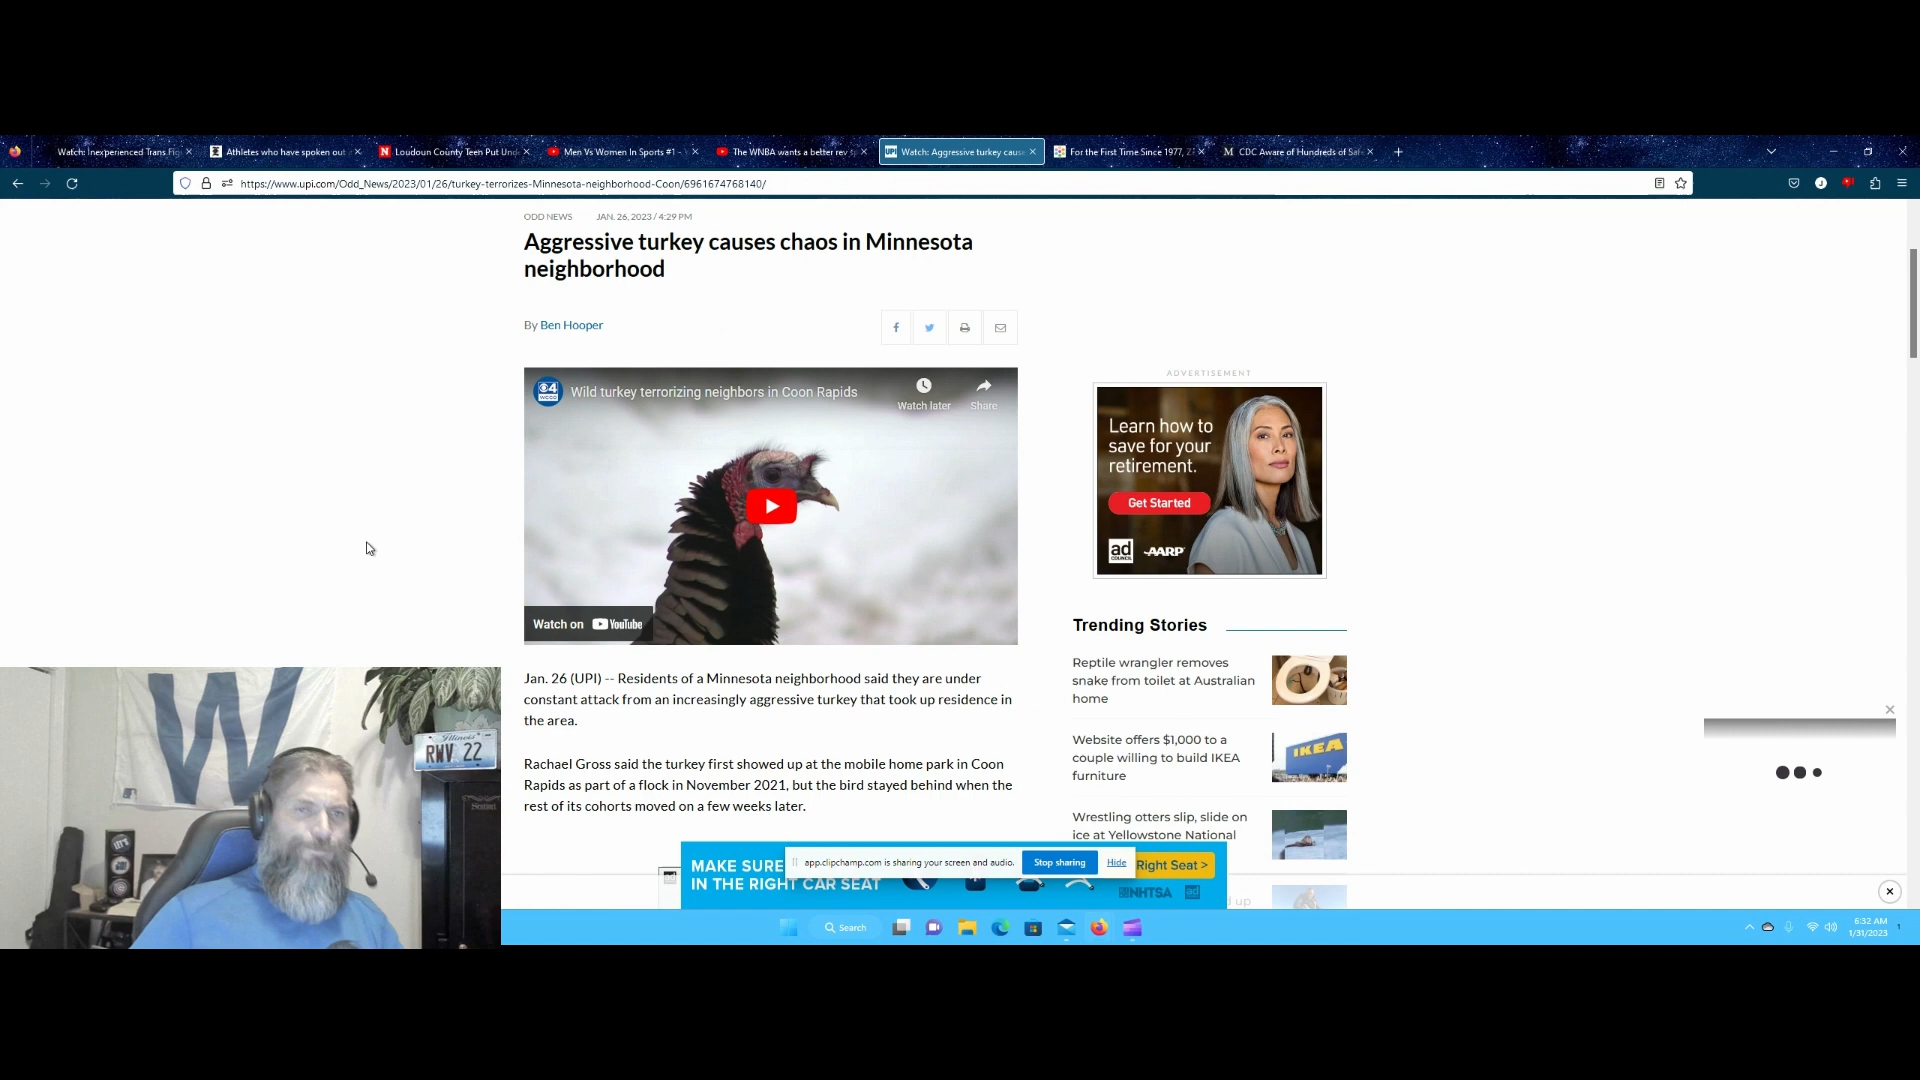 Watch: Inexperienced Trans Fig
Athletes who have spoken out
Loudoun County Teen Put Und
Men Vs Women In Sports #1 -
The WNBA wants a better rev
Watch: Aggressive turkey cause
For the First Time Since 1977,
CDC Aware of Hundreds of Saf
https://www.upi.com/Odd_News/2023/01/26/turkey-terrorizes-Minnesota-neighborhood-Coon/6961674768140/
ODD NEWS JAN. 26, 2023 / 4:29 PM
Aggressive turkey causes chaos in Minnesota
neighborhood
By Ben Hooper
Wild turkey terrorizing neighbors in Coon Rapids
Watch later Share
Watch on YouTube
Jan. 26 (UPI) -- Residents of a Minnesota neighborhood said they are under
constant attack from an increasingly aggressive turkey that took up residence in
the area.
Rachael Gross said the turkey first showed up at the mobile home park in Coon
Rapids as part of a flock in November 2021, but the bird stayed behind when the
rest of its cohorts moved on a few weeks later.
ADVERTISEMENT
Learn how to
save for your
retirement.
Get Started
ad COUNCIL AARP
Trending Stories
Reptile wrangler removes
snake from toilet at Australian
home
Website offers $1,000 to a
couple willing to build IKEA
furniture
IKEA
Wrestling otters slip, slide on
ice at Yellowstone National
d up
W
Illinois
RWV 22
MAKE SURE
IN THE RIGHT CAR SEAT
app.clipchamp.com is sharing your screen and audio. Stop sharing Hide
Right Seat >
NHTSA ad
Search
6:32 AM
1/31/2023
1